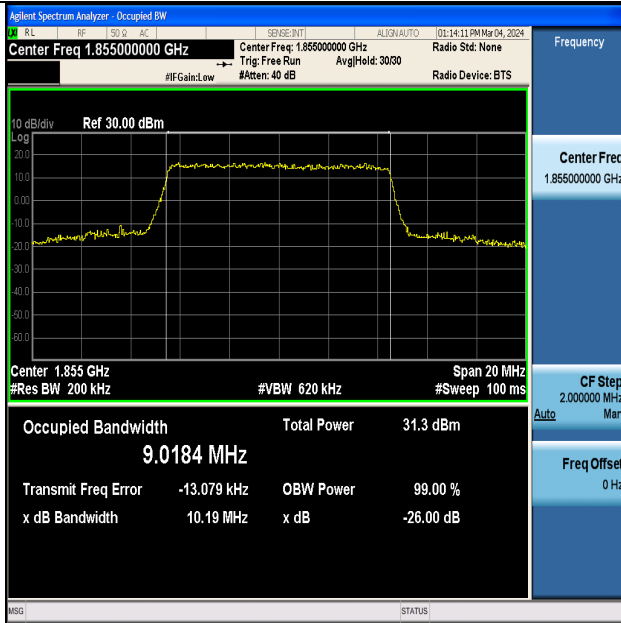 Agilent Spectrum Analyzer - Occupied BW
RL RF 50 Ω AC SENSE:INT ALIGN AUTO 01:14:11 PM Mar 04, 2024
Center Freq 1.855000000 GHz
Center Freq: 1.855000000 GHz
Radio Std: None
Trig: Free Run Avg|Hold: 30/30
#IFGain:Low
#Atten: 40 dB
Radio Device: BTS
10 dB/div Ref 30.00 dBm
Log
20.0
10.0
0.00
-10.0
-20.0
-30.0
-40.0
-50.0
-60.0
Center 1.855 GHz
Span 20 MHz
#Res BW 200 kHz
#VBW 620 kHz
#Sweep 100 ms
Occupied Bandwidth
Total Power 31.3 dBm
9.0184 MHz
Transmit Freq Error -13.079 kHz
OBW Power 99.00 %
x dB Bandwidth 10.19 MHz
x dB -26.00 dB
MSG
STATUS
Frequency
Center Freq
1.855000000 GHz
CF Step
2.000000 MHz
Auto Man
Freq Offset
0 Hz